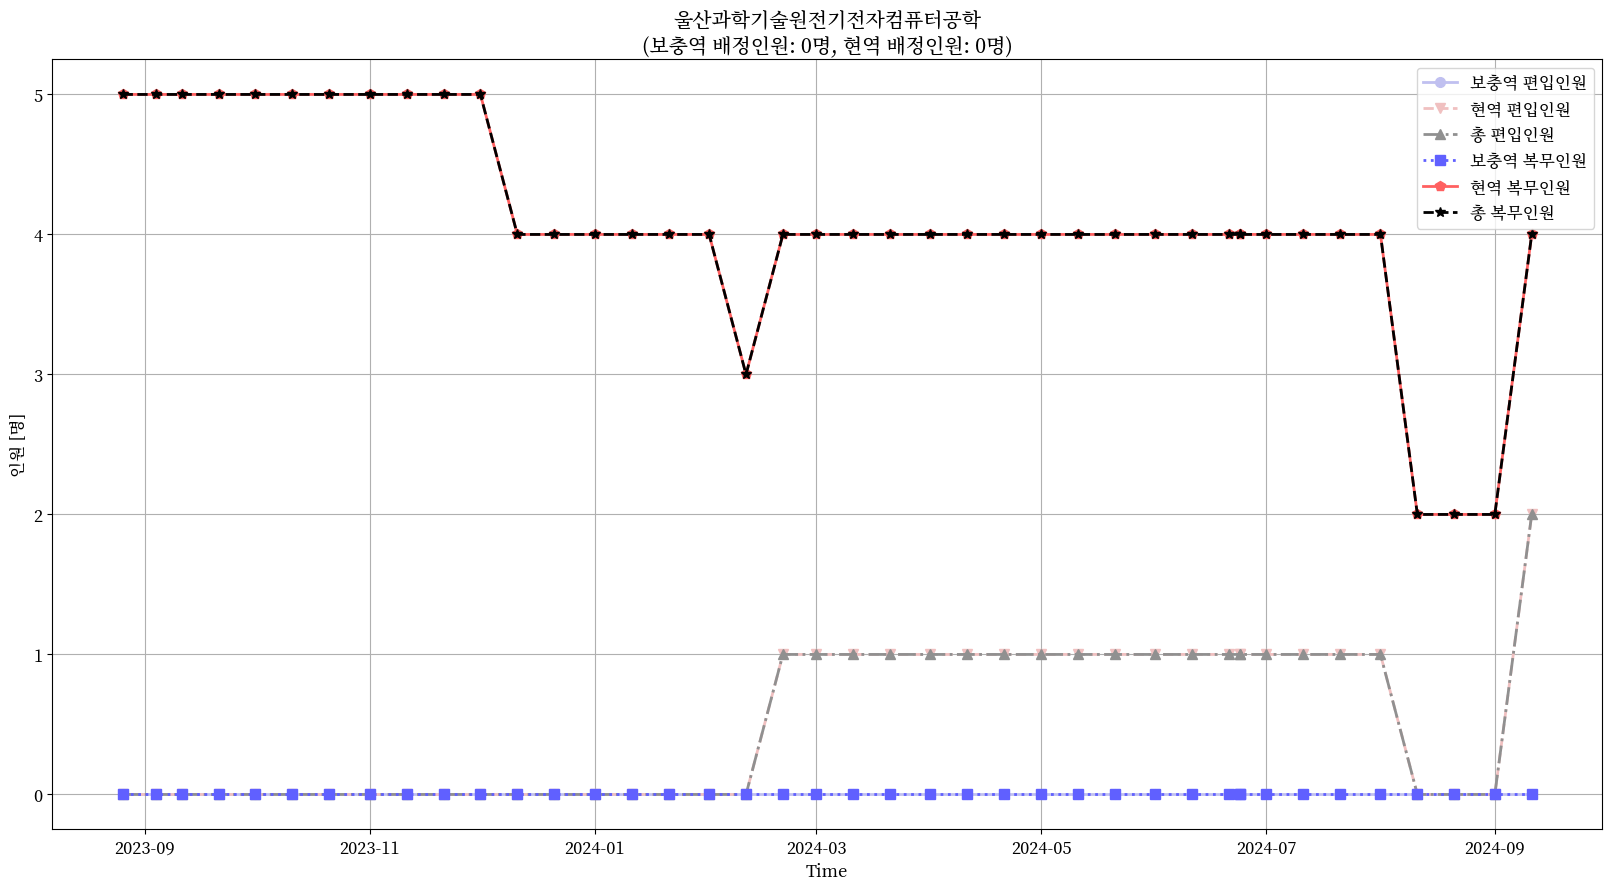 울산과학기술원전기전자컴퓨터공학
(보충역 배정인원: 0명, 현역 배정인원: 0명)
보충역 편입인원
현역 편입인원
총 편입인원
보충역 복무인원
현역 복무인원
총 복무인원
인원 [명]
5
4
3
2
1
0
2023-09
2023-11
2024-01
2024-03
2024-05
2024-07
2024-09
Time